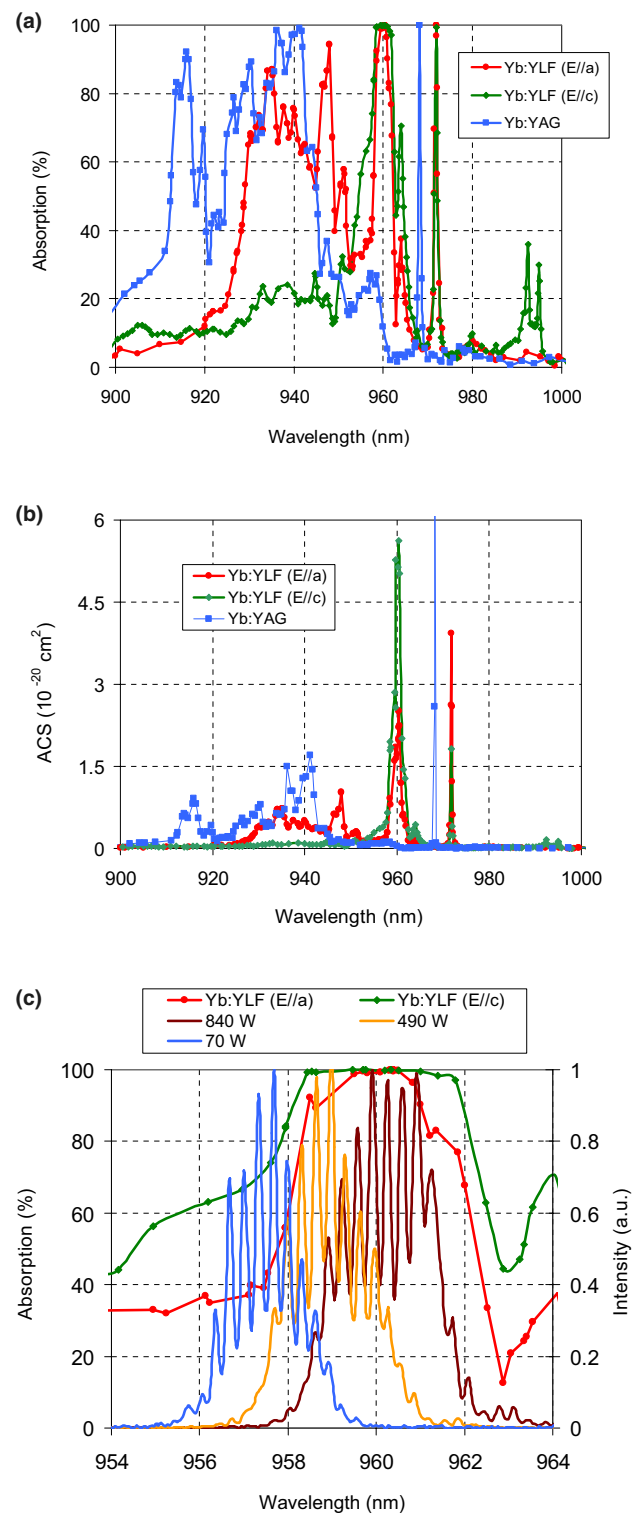 (a)
100
80
60
40
20
0
Absorption (%)
Yb:YLF (E//a)
Yb:YLF (E//c)
Yb:YAG
900 920 940 960 980 1000
Wavelength (nm)
(b)
6
4.5
3
1.5
0
ACS (10⁻²⁰ cm²)
Yb:YLF (E//a)
Yb:YLF (E//c)
Yb:YAG
900 920 940 960 980 1000
Wavelength (nm)
(c)
Yb:YLF (E//a) Yb:YLF (E//c)
840 W 490 W
70 W
100
80
60
40
20
0
Absorption (%)
1
0.8
0.6
0.4
0.2
0
Intensity (a.u.)
954 956 958 960 962 964
Wavelength (nm)